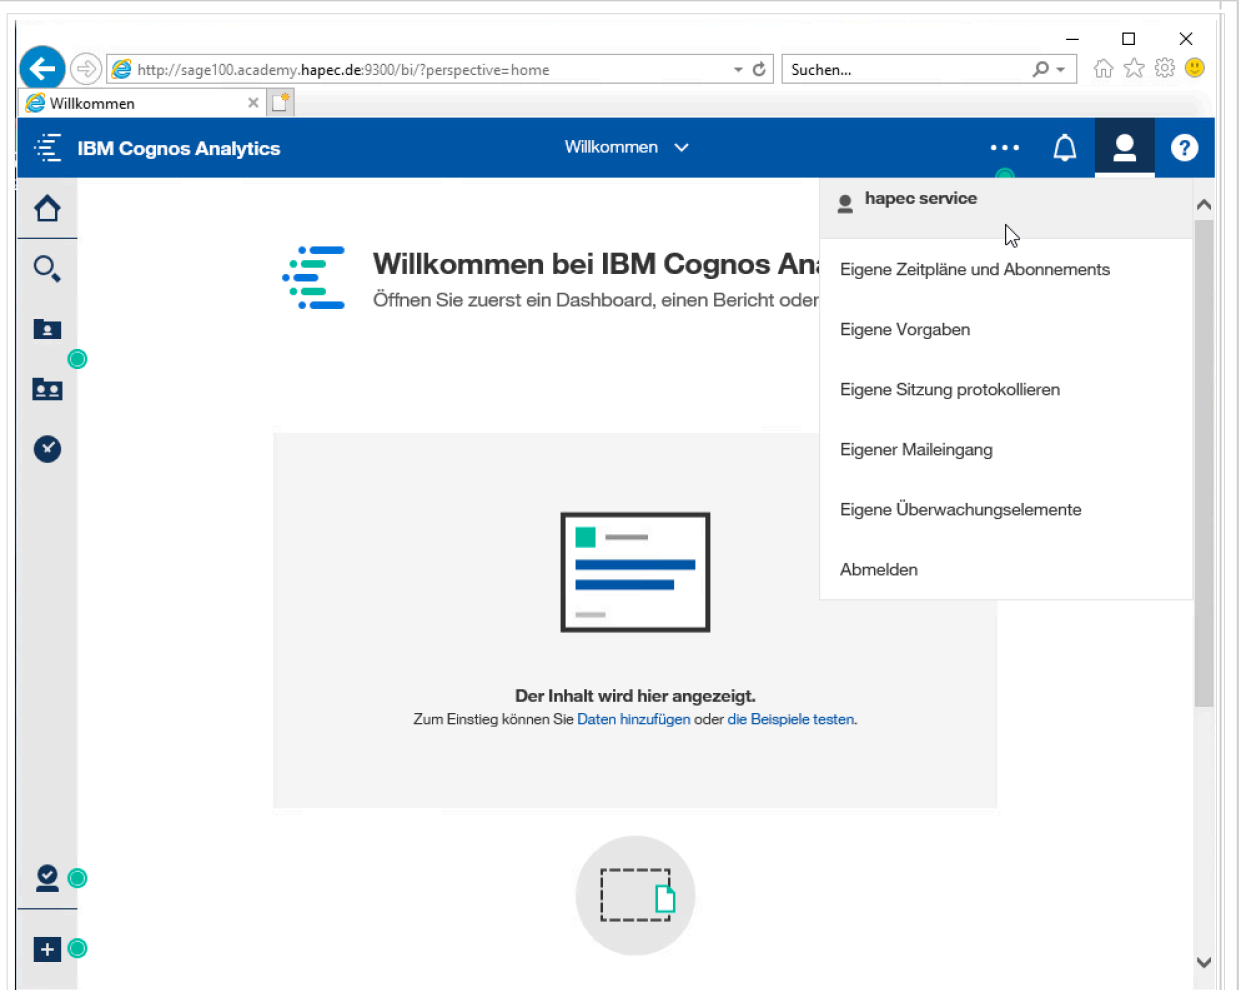 http://sage100.academy.hapec.de:9300/bi/?perspective=home
Suchen...
Willkommen
IBM Cognos Analytics
Willkommen
hapec service
Willkommen bei IBM Cognos Ana
Öffnen Sie zuerst ein Dashboard, einen Bericht oder
Eigene Zeitpläne und Abonnements
Eigene Vorgaben
Eigene Sitzung protokollieren
Eigener Maileingang
Eigene Überwachungselemente
Abmelden
Der Inhalt wird hier angezeigt.
Zum Einstieg können Sie Daten hinzufügen oder die Beispiele testen.